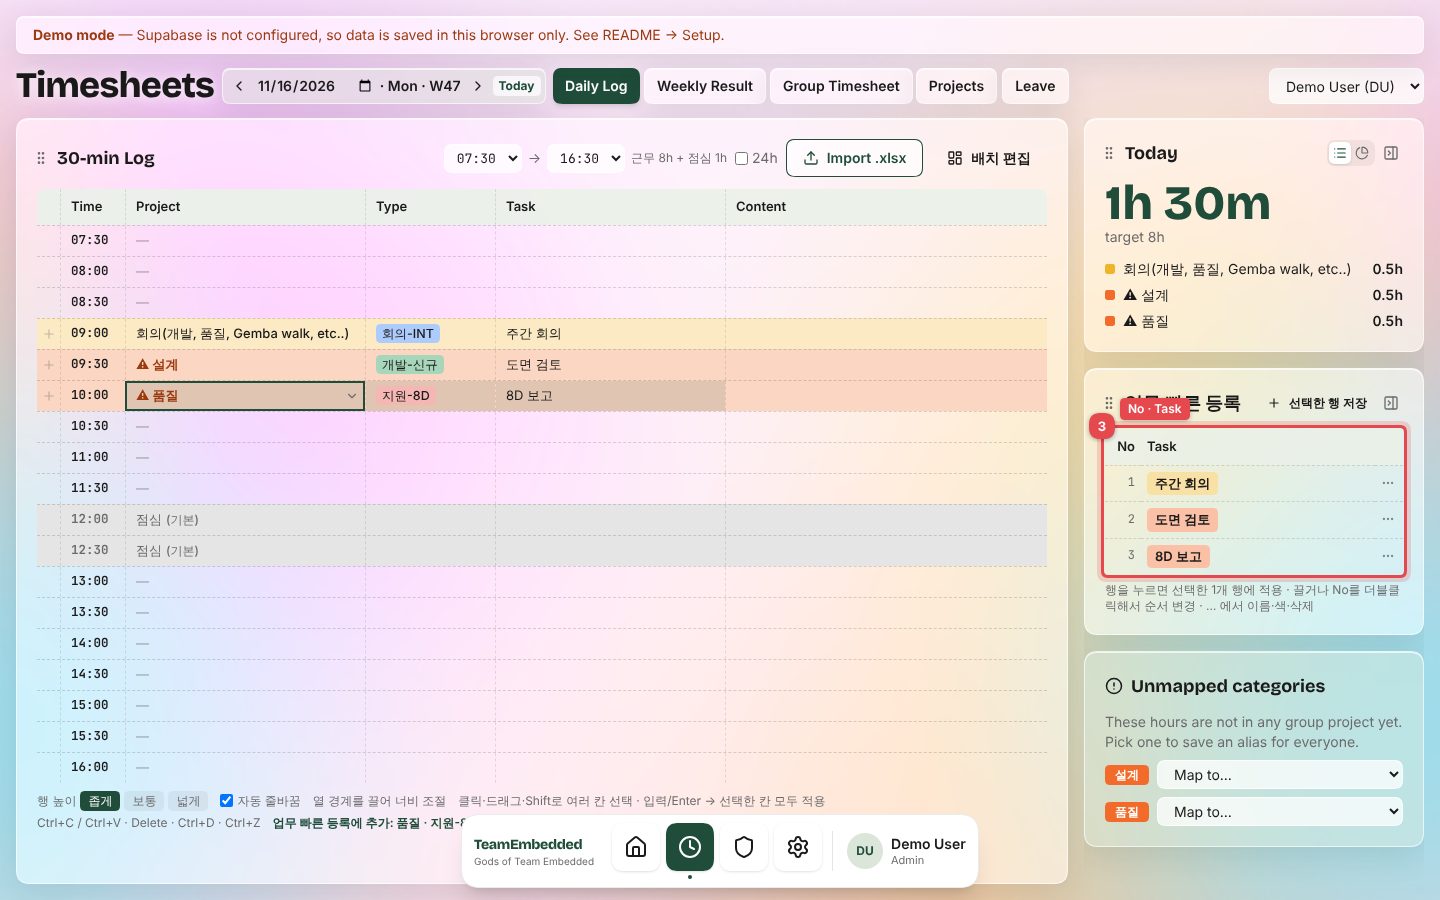 Demo mode — Supabase is not configured, so data is saved in this browser only. See README → Setup.
Timesheets
11/16/2026 · Mon · W47 Today
Daily Log
Weekly Result
Group Timesheet
Projects
Leave
Demo User (DU)
30-min Log
07:30 → 16:30 근무 8h + 점심 1h 24h
Import .xlsx
배치 편집
Time Project Type Task Content
07:30 —
08:00 —
08:30 —
+ 09:00 회의(개발, 품질, Gemba walk, etc..) 회의-INT 주간 회의
+ 09:30 ⚠ 설계 개발-신규 도면 검토
+ 10:00 ⚠ 품질 지원-8D 8D 보고
10:30 —
11:00 —
11:30 —
12:00 점심 (기본)
12:30 점심 (기본)
13:00 —
13:30 —
14:00 —
14:30 —
15:00 —
15:30 —
16:00 —
행 높이 좁게 보통 넓게 자동 줄바꿈 열 경계를 끌어 너비 조절 클릭·드래그·Shift로 여러 칸 선택 · 입력/Enter → 선택한 칸 모두 적용
Ctrl+C / Ctrl+V · Delete · Ctrl+D · Ctrl+Z 업무 빠른 등록에 추가: 품질 · 지원-
Today
1h 30m
target 8h
회의(개발, 품질, Gemba walk, etc..) 0.5h
⚠ 설계 0.5h
⚠ 품질 0.5h
등록
+ 선택한 행 저장
No · Task
3
No Task
1 주간 회의 ...
2 도면 검토 ...
3 8D 보고 ...
행을 누르면 선택한 1개 행에 적용 · 끌거나 No를 더블클
릭해서 순서 변경 · ... 에서 이름·색·삭제
Unmapped categories
These hours are not in any group project yet.
Pick one to save an alias for everyone.
설계 Map to...
품질 Map to...
TeamEmbedded
Gods of Team Embedded
DU
Demo User
Admin